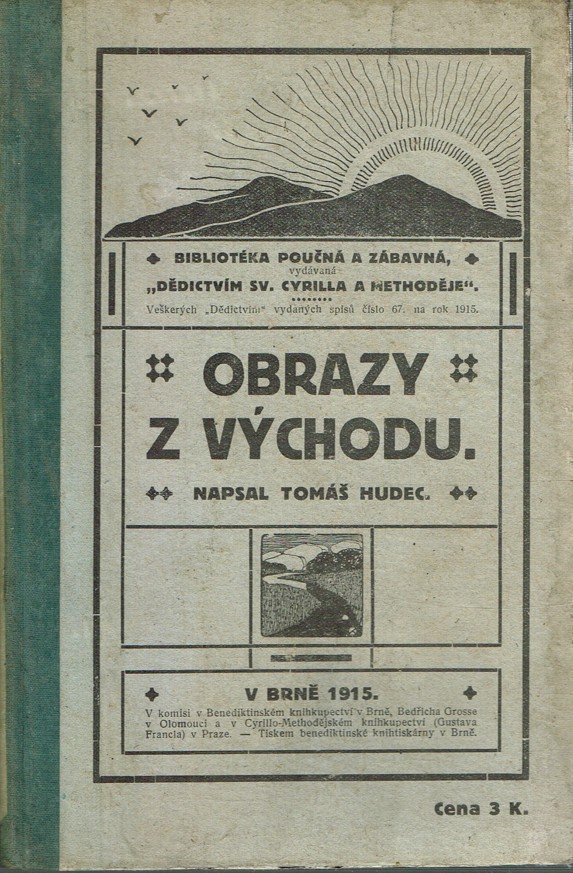 BIBLIOTÉKA POUČNÁ A ZÁBAVNÁ,
vydávaná
„DĚDICTVÍM SV. CYRILLA A METHODĚJE“.
Veškerých „Dědictvím“ vydaných spisů číslo 67. na rok 1915.
OBRAZY
Z VÝCHODU.
NAPSAL TOMÁŠ HUDEC.
V BRNĚ 1915.
V komisi v Benediktinském knihkupectví v Brně, Bedřicha Grosse
v Olomouci a v Cyrillo-Methodějském knihkupectví (Gustava
Francla) v Praze. — Tiskem benediktinské knihtiskárny v Brně.
Cena 3 K.